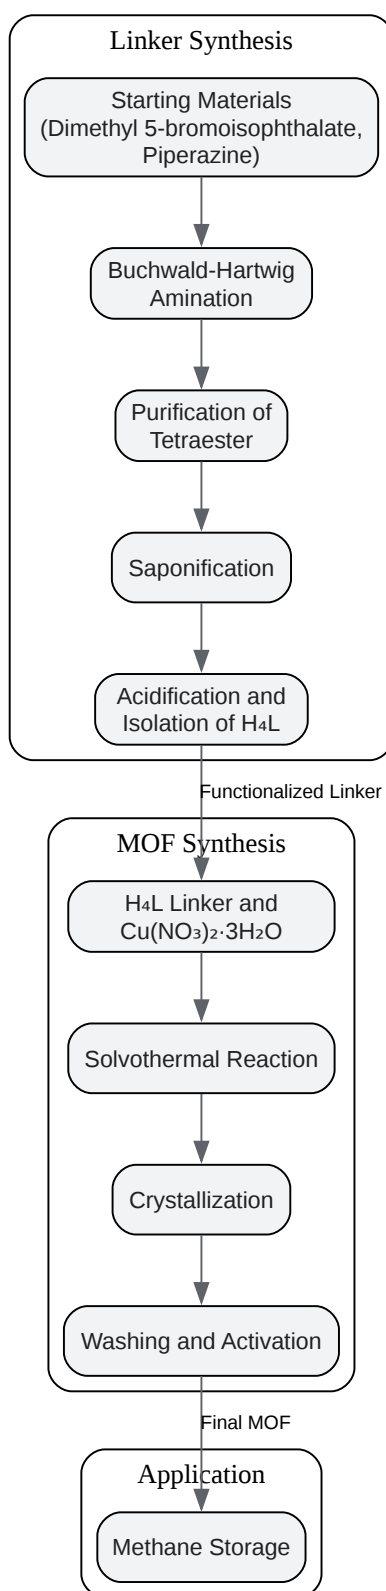 Linker Synthesis
Starting Materials
(Dimethyl 5-bromoisophthalate,
Piperazine)
Buchwald-Hartwig
Amination
Purification of
Tetraester
Saponification
Acidification and
Isolation of H₄L
Functionalized Linker
MOF Synthesis
H₄L Linker and
Cu(NO₃)₂·3H₂O
Solvothermal Reaction
Crystallization
Washing and Activation
Final MOF
Application
Methane Storage